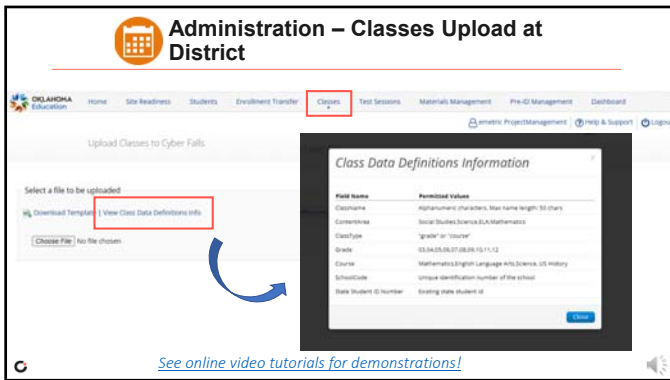 Administration – Classes Upload at
District
OKLAHOMA
Education
Home Site Readiness Students Enrollment Transfer Classes Test Sessions Materials Management Pre-ID Management Dashboard
emetric ProjectManagement Help & Support Logout
Upload Classes to Cyber Falls
Class Data Definitions Information
Select a file to be uploaded
Download Template | View Class Data Definitions Info
Choose File No file chosen
Field Name Permitted Values
Classname Alphanumeric characters. Max name length: 50 chars
ContentArea Social Studies,Science,ELA,Mathematics
ClassType "grade" or "course"
Grade 03,04,05,06,07,08,09,10,11,12
Course Mathematics,English Language Arts,Science, US History
SchoolCode Unique identification number of the school
State Student ID Number Existing state student id
Close
See online video tutorials for demonstrations!